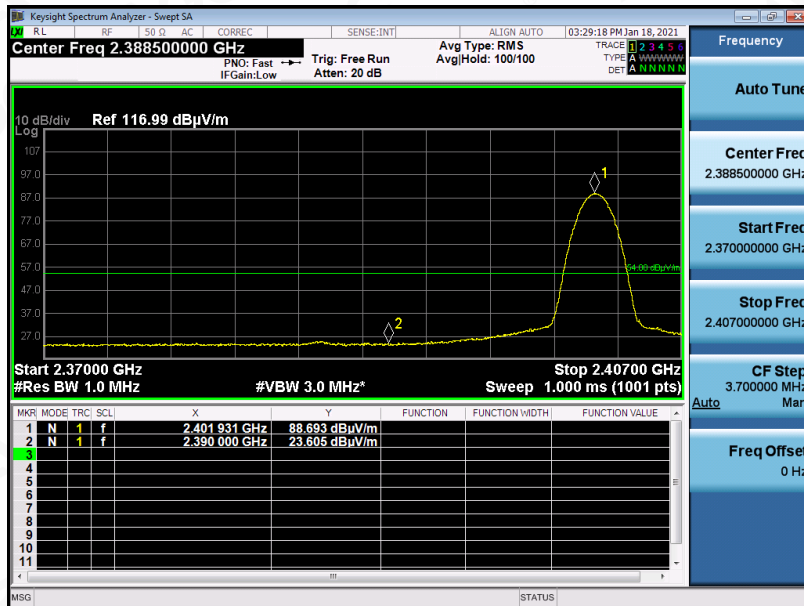 Keysight Spectrum Analyzer - Swept SA
LXI RL RF 50 Ω AC CORREC SENSE:INT ALIGN AUTO 03:29:18 PM Jan 18, 2021
Center Freq 2.388500000 GHz
PNO: Fast
IFGain:Low
Trig: Free Run
Atten: 20 dB
Avg Type: RMS
Avg|Hold: 100/100
TRACE 1 2 3 4 5 6
TYPE A WWWWW
DET A N N N N N
10 dB/div Ref 116.99 dBµV/m
Log
107
97.0
87.0
77.0
67.0
57.0
47.0
37.0
27.0
1
2
54.00 dBµV/m
Start 2.37000 GHz Stop 2.40700 GHz
#Res BW 1.0 MHz #VBW 3.0 MHz* Sweep 1.000 ms (1001 pts)
MKR MODE TRC SCL X Y FUNCTION FUNCTION WIDTH FUNCTION VALUE
1 N 1 f 2.401 931 GHz 88.693 dBµV/m
2 N 1 f 2.390 000 GHz 23.605 dBµV/m
3
4
5
6
7
8
9
10
11
MSG STATUS
Frequency
Auto Tune
Center Freq
2.388500000 GHz
Start Freq
2.370000000 GHz
Stop Freq
2.407000000 GHz
CF Step
3.700000 MHz
Auto Man
Freq Offset
0 Hz